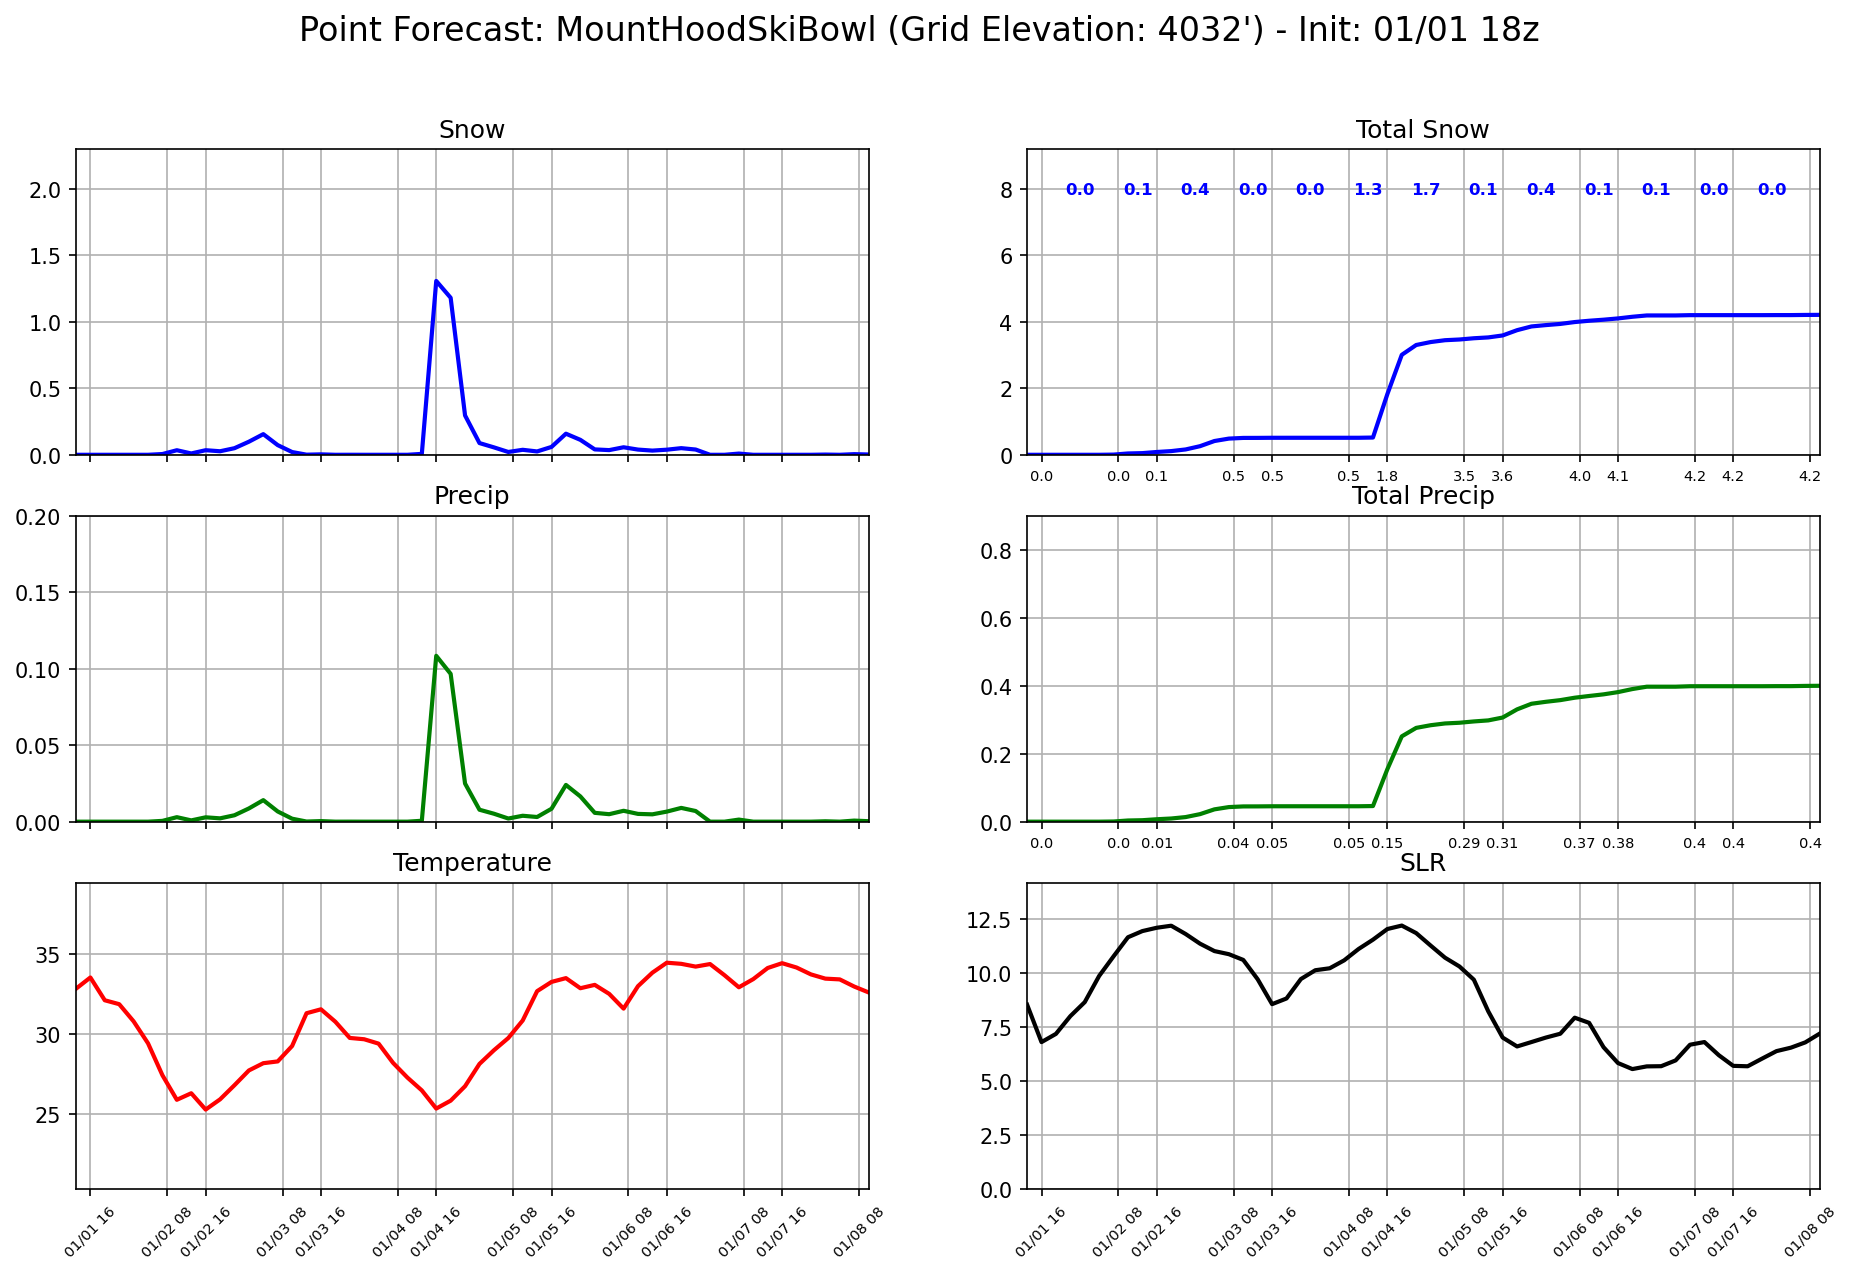 Point Forecast: MountHoodSkiBowl (Grid Elevation: 4032') - Init: 01/01 18z
Snow
2.0
1.5
1.0
0.5
0.0
Total Snow
0.0 0.1 0.4 0.0 0.0 1.3 1.7 0.1 0.4 0.1 0.1 0.0 0.0
8
6
4
2
0
0.0 0.0 0.1 0.5 0.5 0.5 1.8 3.5 3.6 4.0 4.1 4.2 4.2 4.2
Precip
0.20
0.15
0.10
0.05
0.00
Total Precip
0.8
0.6
0.4
0.2
0.0
0.0 0.0 0.01 0.04 0.05 0.05 0.15 0.29 0.31 0.37 0.38 0.4 0.4 0.4
Temperature
35
30
25
01/01 16 01/02 08 01/02 16 01/03 08 01/03 16 01/04 08 01/04 16 01/05 08 01/05 16 01/06 08 01/06 16 01/07 08 01/07 16 01/08 08
SLR
12.5
10.0
7.5
5.0
2.5
0.0
01/01 16 01/02 08 01/02 16 01/03 08 01/03 16 01/04 08 01/04 16 01/05 08 01/05 16 01/06 08 01/06 16 01/07 08 01/07 16 01/08 08